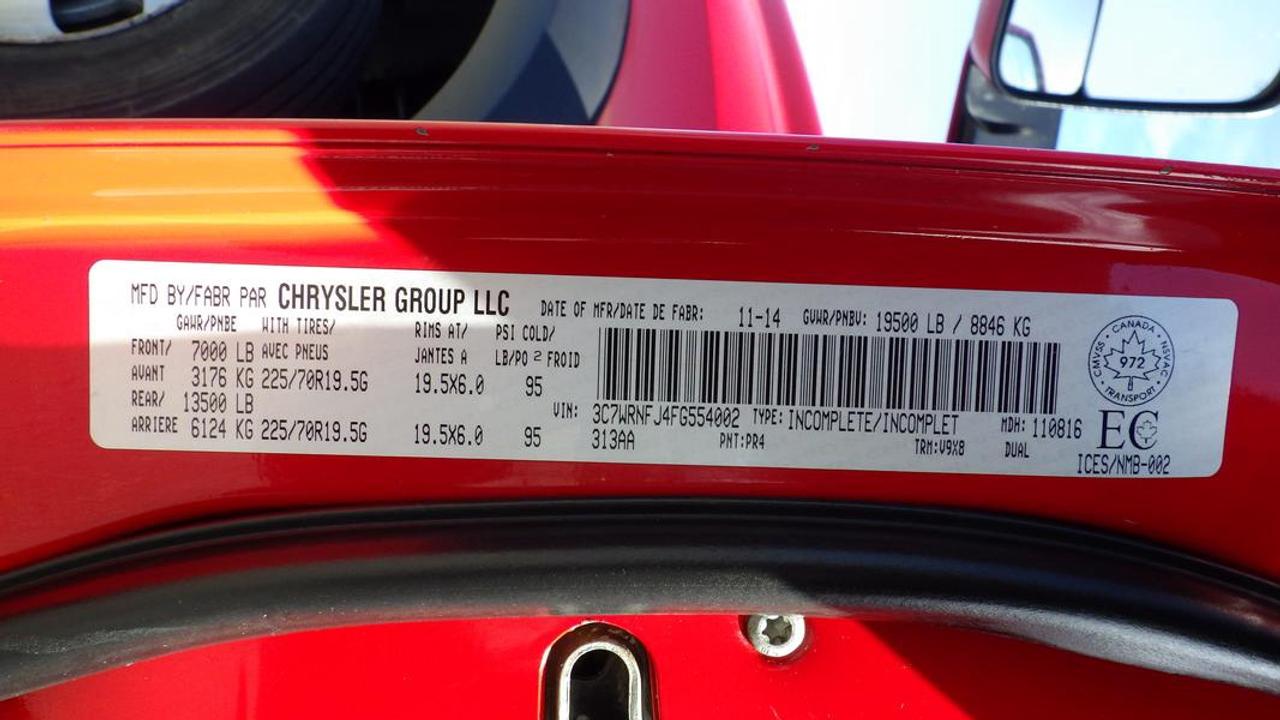 MFD BY/FABR PAR CHRYSLER GROUP LLC DATE OF MFR/DATE DE FABR: 11-14 GVWR/PNBV: 19500 LB / 8846 KG
GAWR/PNBE WITH TIRES/ RIMS AT/ PSI COLD/
FRONT/ 7000 LB AVEC PNEUS JANTES A LB/PO² FROID
AVANT 3176 KG 225/70R19.5G 19.5X6.0 95
REAR/ 13500 LB
ARRIERE 6124 KG 225/70R19.5G 19.5X6.0 95
VIN: 3C7WRNFJ4FG554002 TYPE: INCOMPLETE/INCOMPLET MDH: 110816
313AA PNT:PR4 TRM:V9X8 DUAL
CANADA
CMVSS NSVAC
972
TRANSPORT
EC
ICES/NMB-002